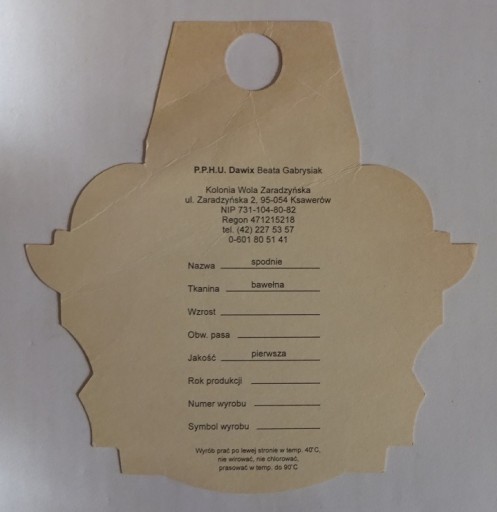 P.P.H.U. Dawix Beata Gabrysiak
Kolonia Wola Zaradzyńska
ul. Zaradzyńska 2, 95-054 Ksawerów
NIP 731-104-80-82
Regon 471215218
tel. (42) 227 53 57
0-601 80 51 41
Nazwa spodnie
Tkanina bawełna
Wzrost
Obw. pasa
Jakość pierwsza
Rok produkcji
Numer wyrobu
Symbol wyrobu
Wyrób prać po lewej stronie w temp. 40°C,
nie wirować, nie chlorować,
prasować w temp. do 90°C